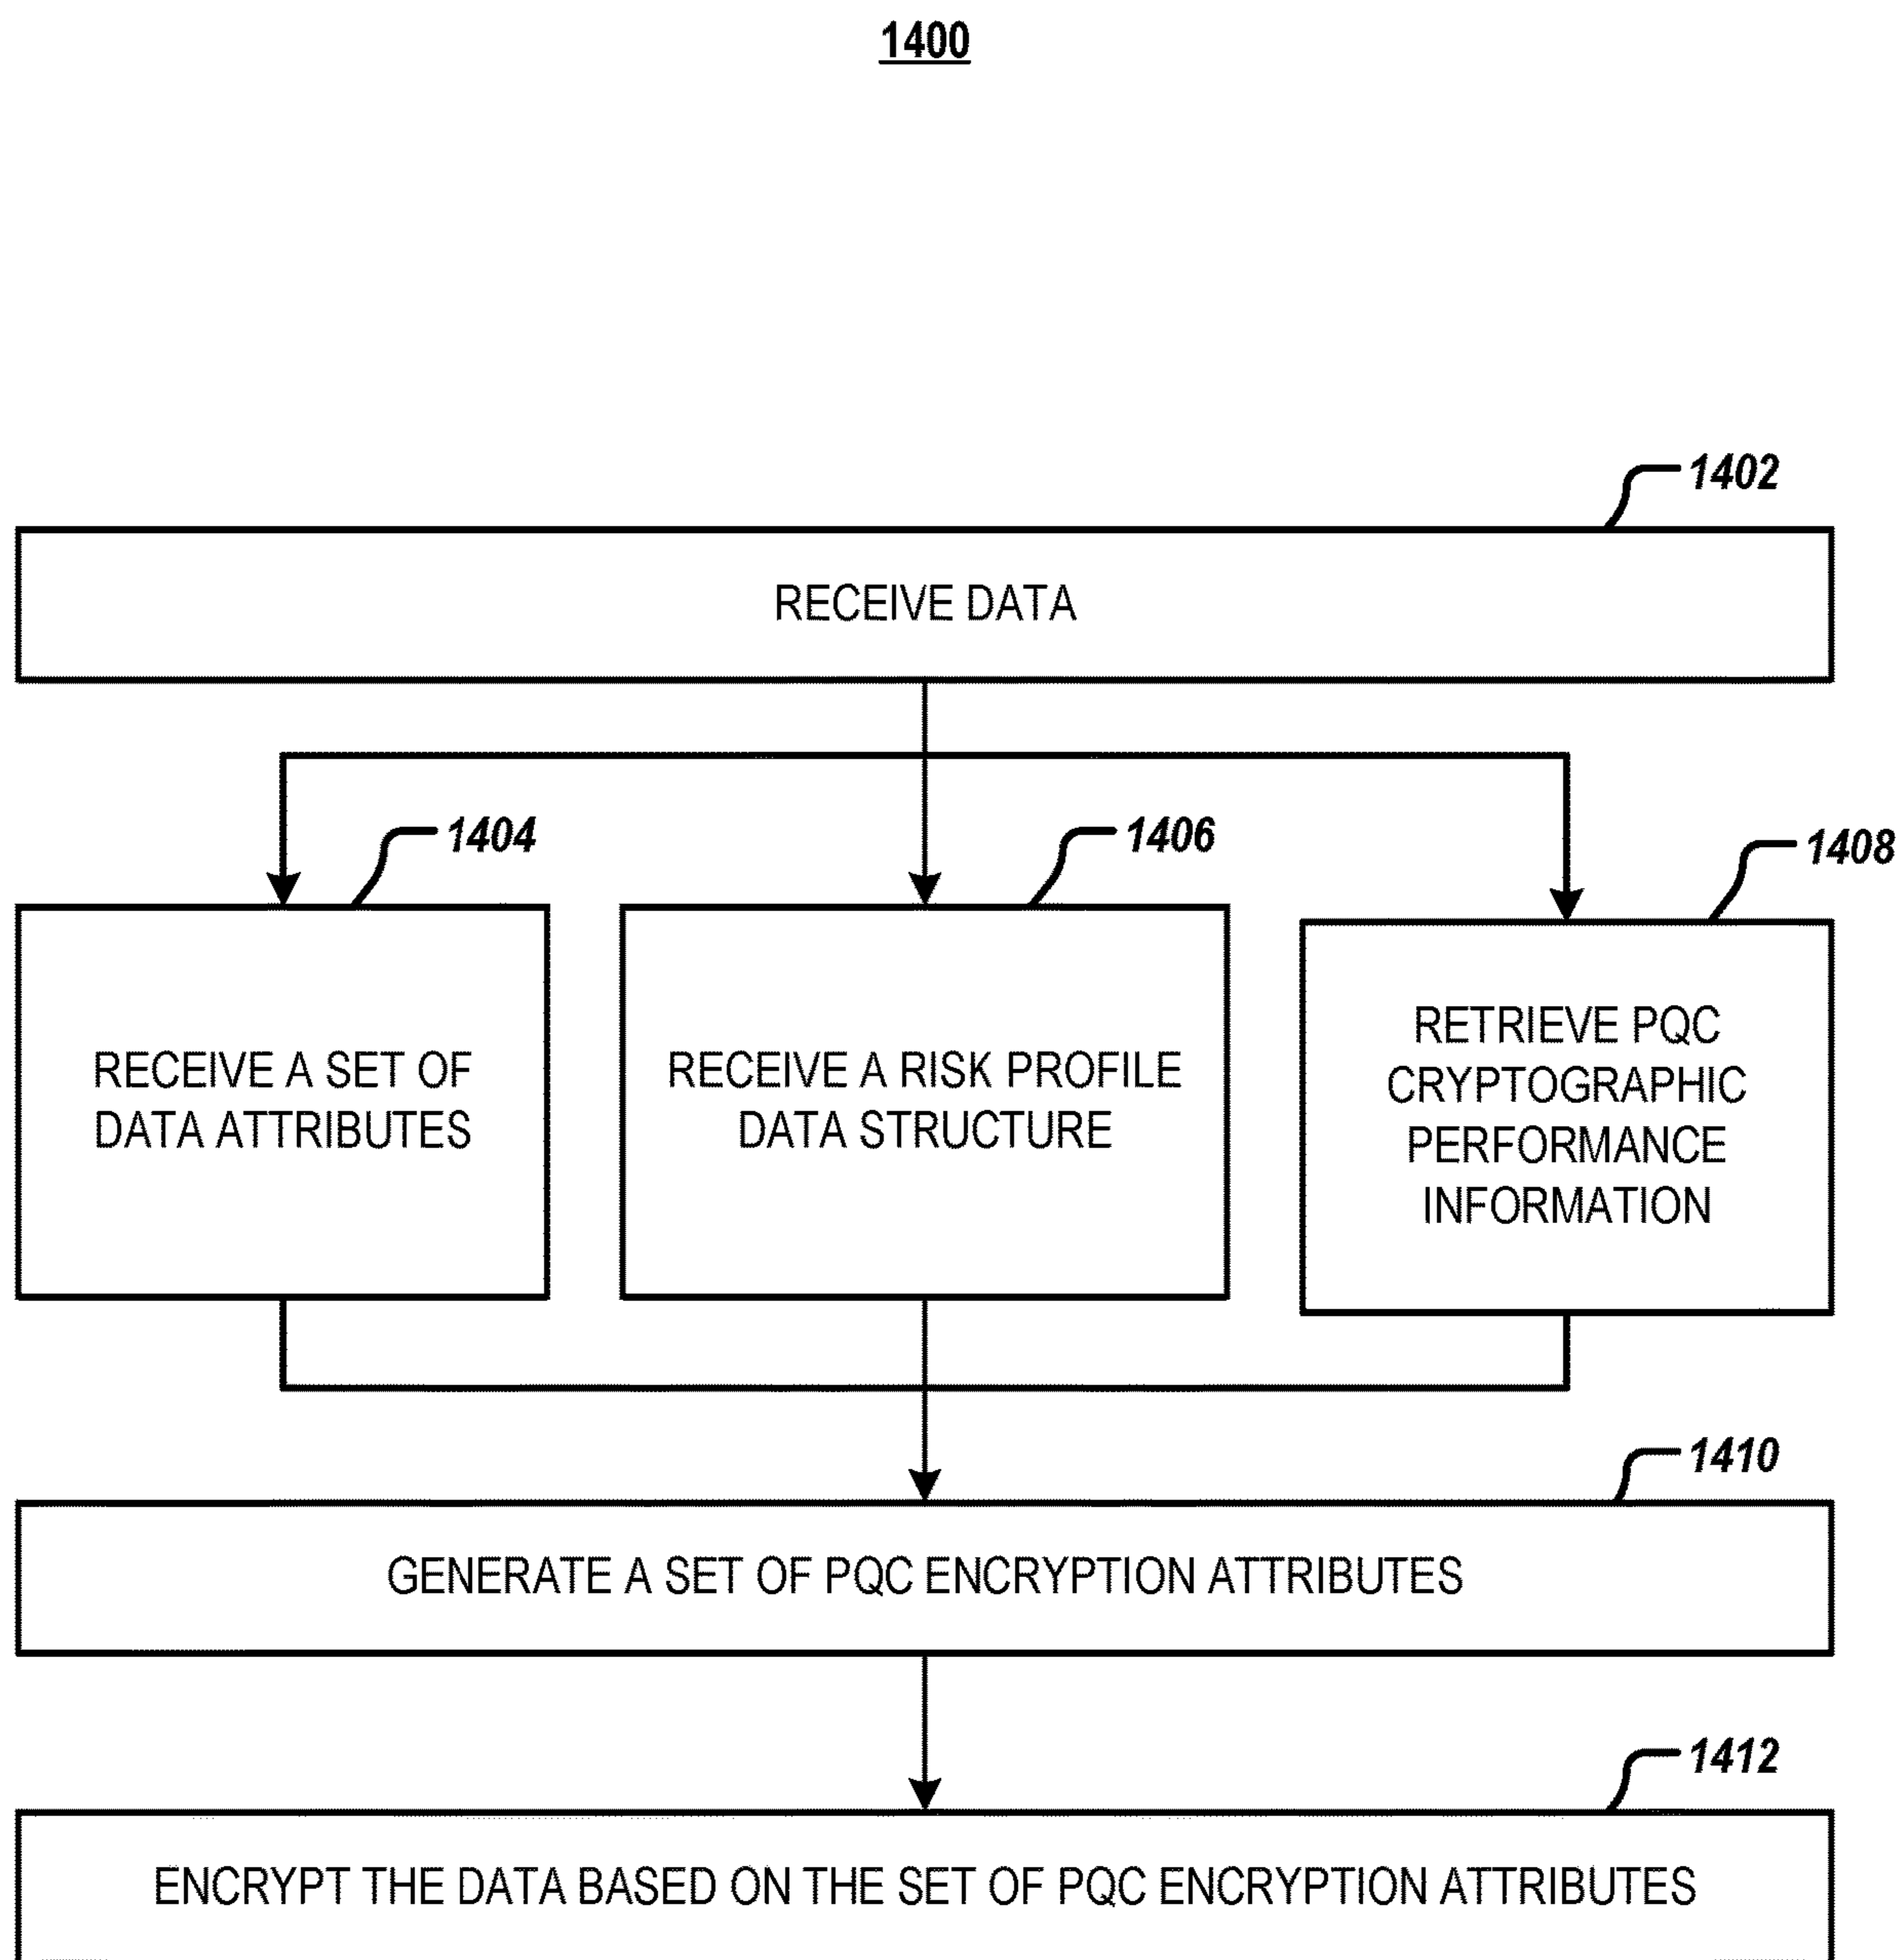 1400
1402
RECEIVE DATA
1404
1406
1408
RECEIVE A SET OF
DATA ATTRIBUTES
RECEIVE A RISK PROFILE
DATA STRUCTURE
RETRIEVE PQC
CRYPTOGRAPHIC
PERFORMANCE
INFORMATION
1410
GENERATE A SET OF PQC ENCRYPTION ATTRIBUTES
1412
ENCRYPT THE DATA BASED ON THE SET OF PQC ENCRYPTION ATTRIBUTES